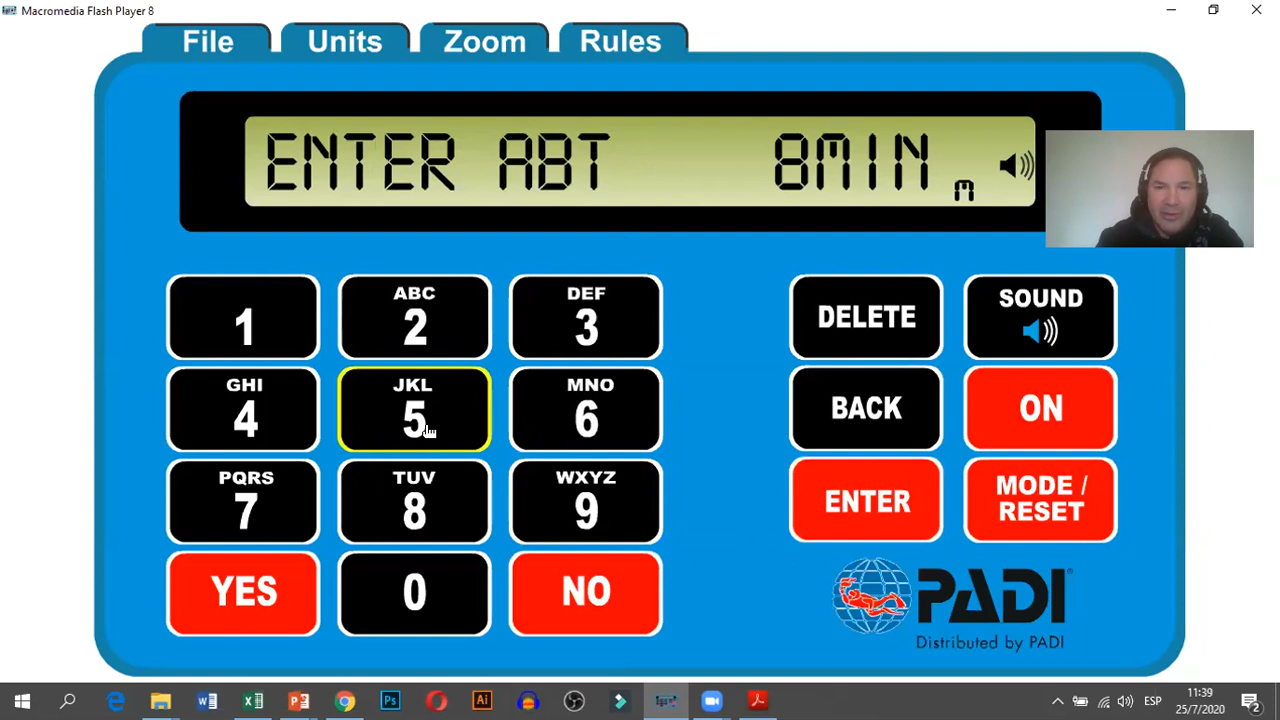 Macromedia Flash Player 8
File Units Zoom Rules
ENTER ABT 8MIN
M
1
ABC
2
DEF
3
DELETE
SOUND
GHI
4
JKL
5
MNO
6
BACK
ON
PQRS
7
TUV
8
WXYZ
9
ENTER
MODE /
RESET
YES
0
NO
PADI®
Distributed by PADI
ESP
11:39
25/7/2020
2